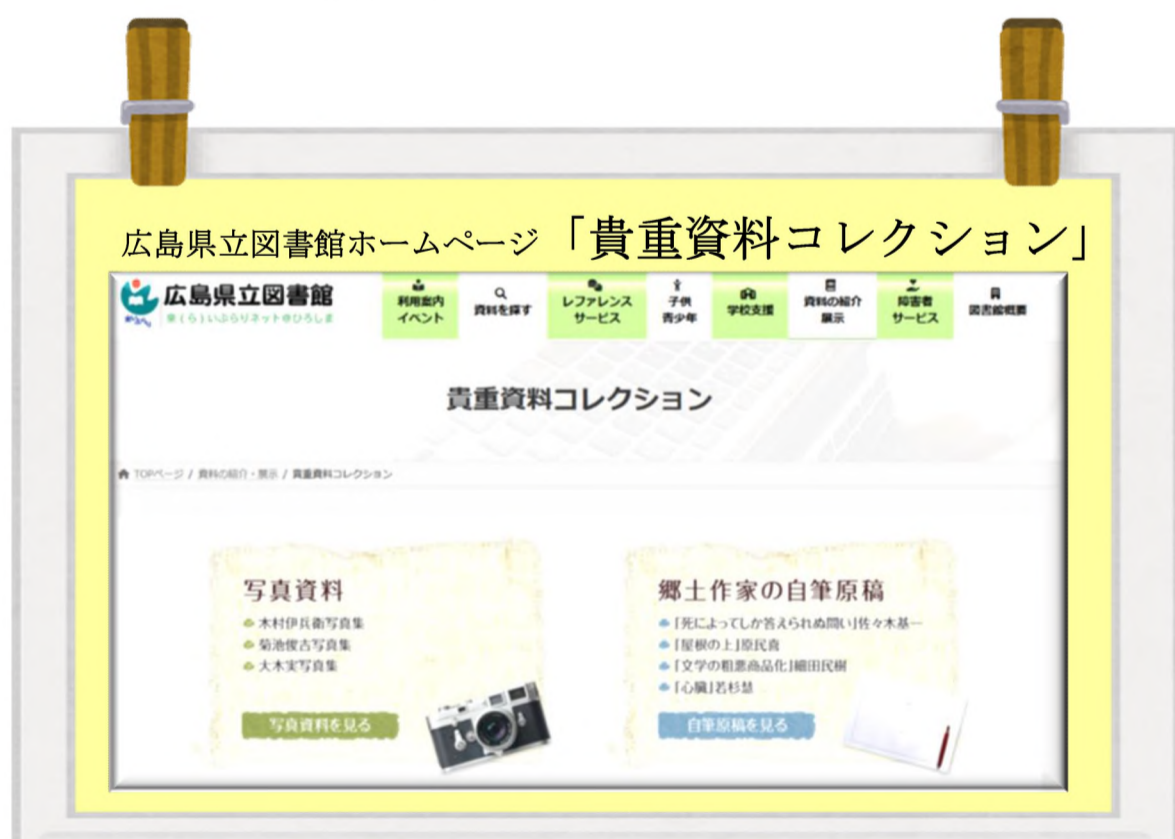 広島県立図書館ホームページ「貴重資料コレクション」
広島県立図書館
楽(ら)いぶらりネット@ひろしま
利用案内
イベント
資料を探す
レファレンス
サービス
子供
青少年
学校支援
資料の紹介
展示
障害者
サービス
図書館概要
貴重資料コレクション
TOPページ / 資料の紹介・展示 / 貴重資料コレクション
写真資料
木村伊兵衛写真集
菊池俊吉写真集
大木実写真集
写真資料を見る
郷土作家の自筆原稿
「死によってしか答えられぬ問い」佐々木基一
「屋根の上」原民喜
「文学の粗悪商品化」細田民樹
「心臓」若杉慧
自筆原稿を見る